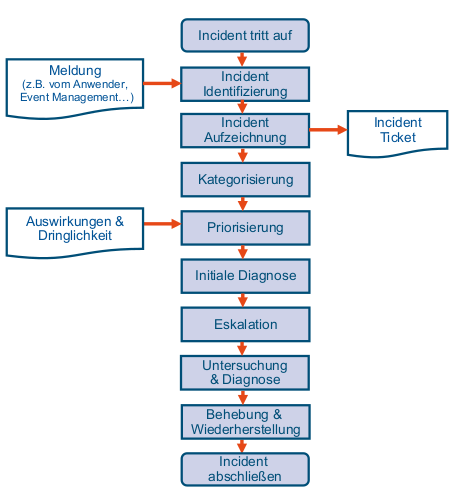 Incident tritt auf
Meldung
(z.B. vom Anwender,
Event Management...)
Incident
Identifizierung
Incident
Aufzeichnung
Incident
Ticket
Kategorisierung
Auswirkungen &
Dringlichkeit
Priorisierung
Initiale Diagnose
Eskalation
Untersuchung
& Diagnose
Behebung &
Wiederherstellung
Incident
abschließen